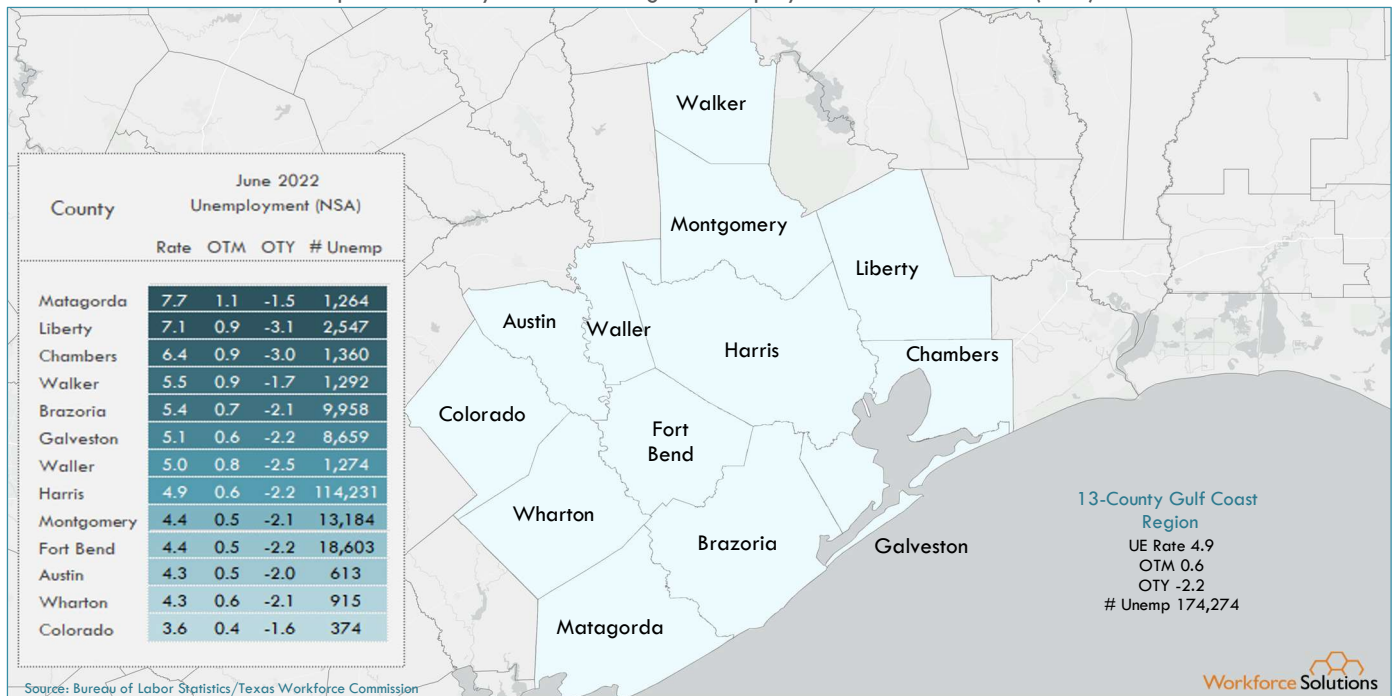 County
June 2022
Unemployment (NSA)
Rate OTM OTY # Unemp
Matagorda 7.7 1.1 -1.5 1,264
Liberty 7.1 0.9 -3.1 2,547
Chambers 6.4 0.9 -3.0 1,360
Walker 5.5 0.9 -1.7 1,292
Brazoria 5.4 0.7 -2.1 9,958
Galveston 5.1 0.6 -2.2 8,659
Waller 5.0 0.8 -2.5 1,274
Harris 4.9 0.6 -2.2 114,231
Montgomery 4.4 0.5 -2.1 13,184
Fort Bend 4.4 0.5 -2.2 18,603
Austin 4.3 0.5 -2.0 613
Wharton 4.3 0.6 -2.1 915
Colorado 3.6 0.4 -1.6 374
Walker
Montgomery
Liberty
Austin
Waller
Harris
Chambers
Colorado
Fort
Bend
Wharton
Brazoria
Galveston
Matagorda
13-County Gulf Coast
Region
UE Rate 4.9
OTM 0.6
OTY -2.2
# Unemp 174,274
Source: Bureau of Labor Statistics/Texas Workforce Commission
Workforce Solutions